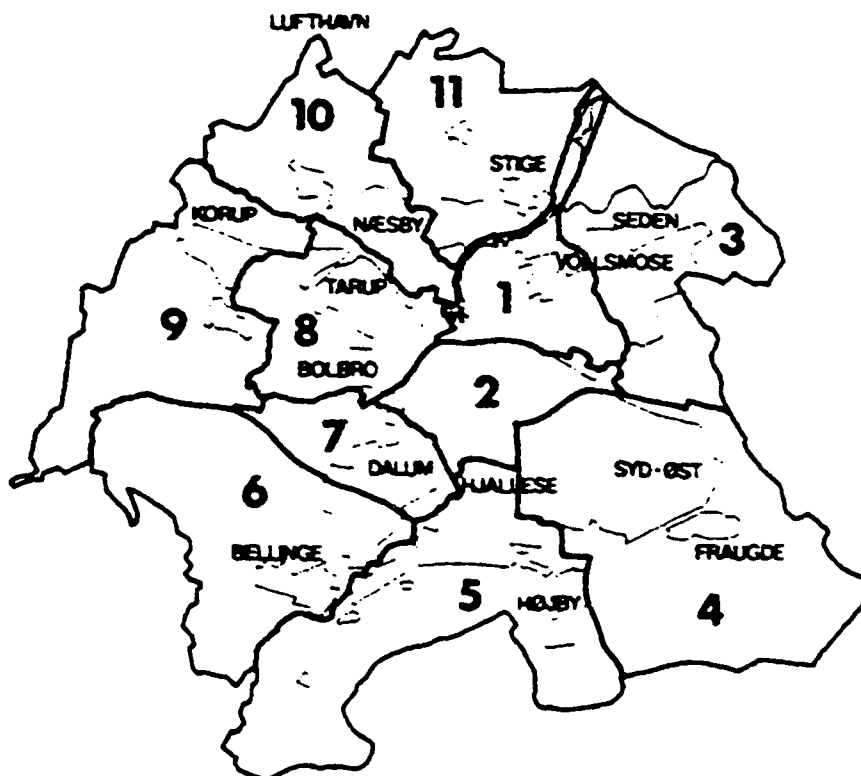 LUFTHAVN
10
11
STIGE
KORUP
NÆSBY
SEDEN
3
VOLLSMOSE
TARUP
1
9
8
BOLBRO
2
7
DALUM
HJALLESE
SYD-ØST
6
BELLINGE
FRAUGDE
5
HØJBY
4